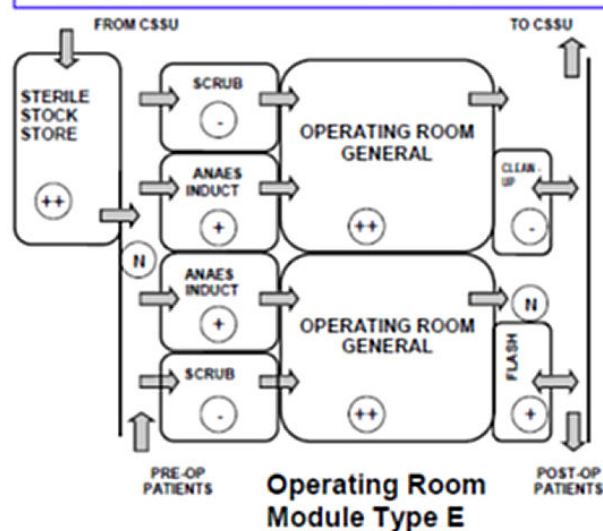 FROM CSSU
TO CSSU
STERILE
STOCK
STORE
++
SCRUB
-
OPERATING ROOM
GENERAL
++
ANAES
INDUCT
+
CLEAN-
UP
-
N
ANAES
INDUCT
+
OPERATING ROOM
GENERAL
++
N
SCRUB
-
FLASH
+
PRE-OP
PATIENTS
Operating Room
Module Type E
POST-OP
PATIENTS